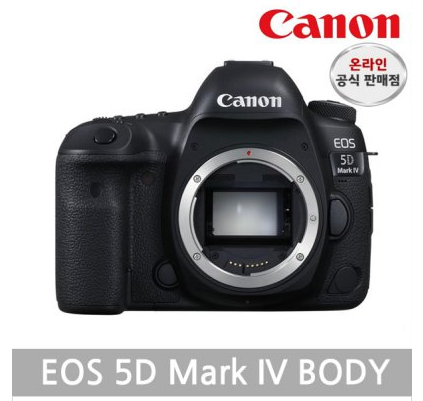 Canon
온라인
공식 판매점
Canon
EOS
5D
Mark IV
EOS 5D Mark IV BODY